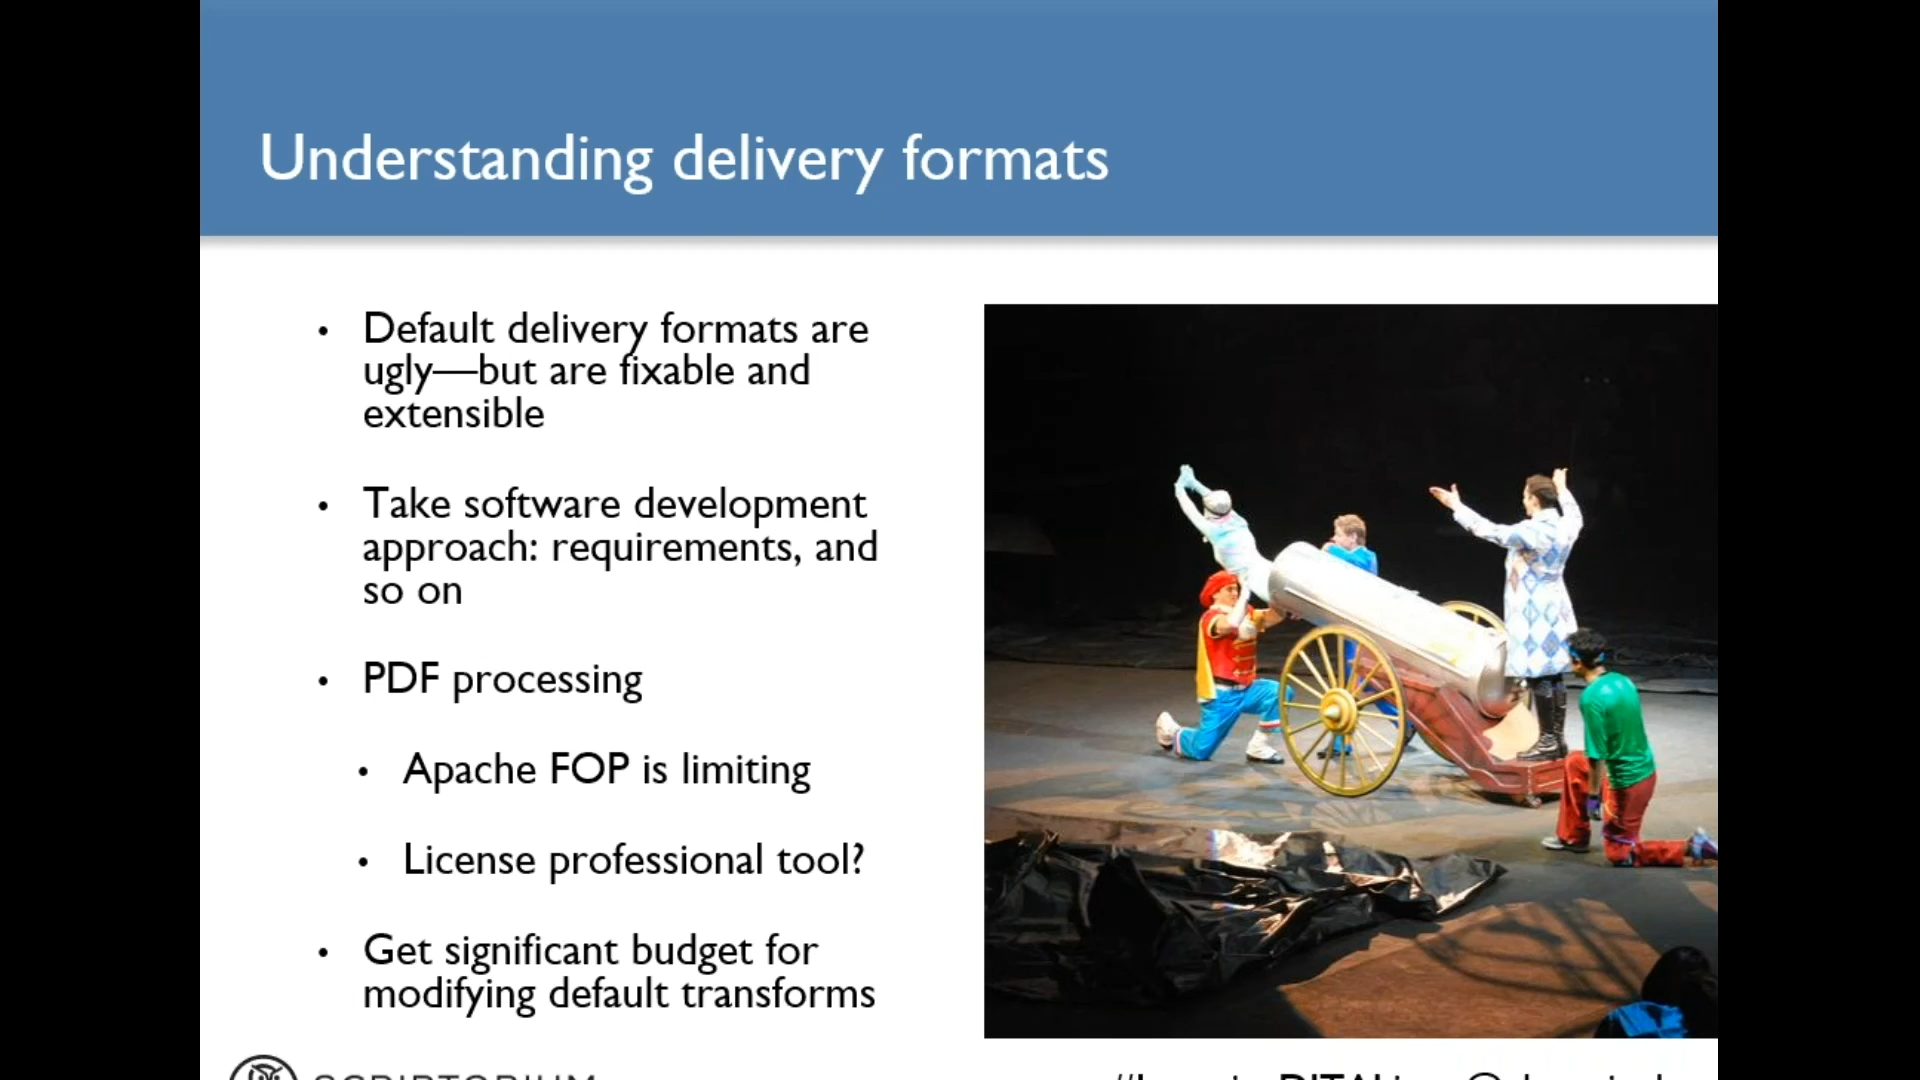 Understanding delivery formats
• Default delivery formats are
ugly—but are fixable and
extensible
• Take software development
approach: requirements, and
so on
• PDF processing
• Apache FOP is limiting
• License professional tool?
• Get significant budget for
modifying default transforms
SCRIPTORIUM